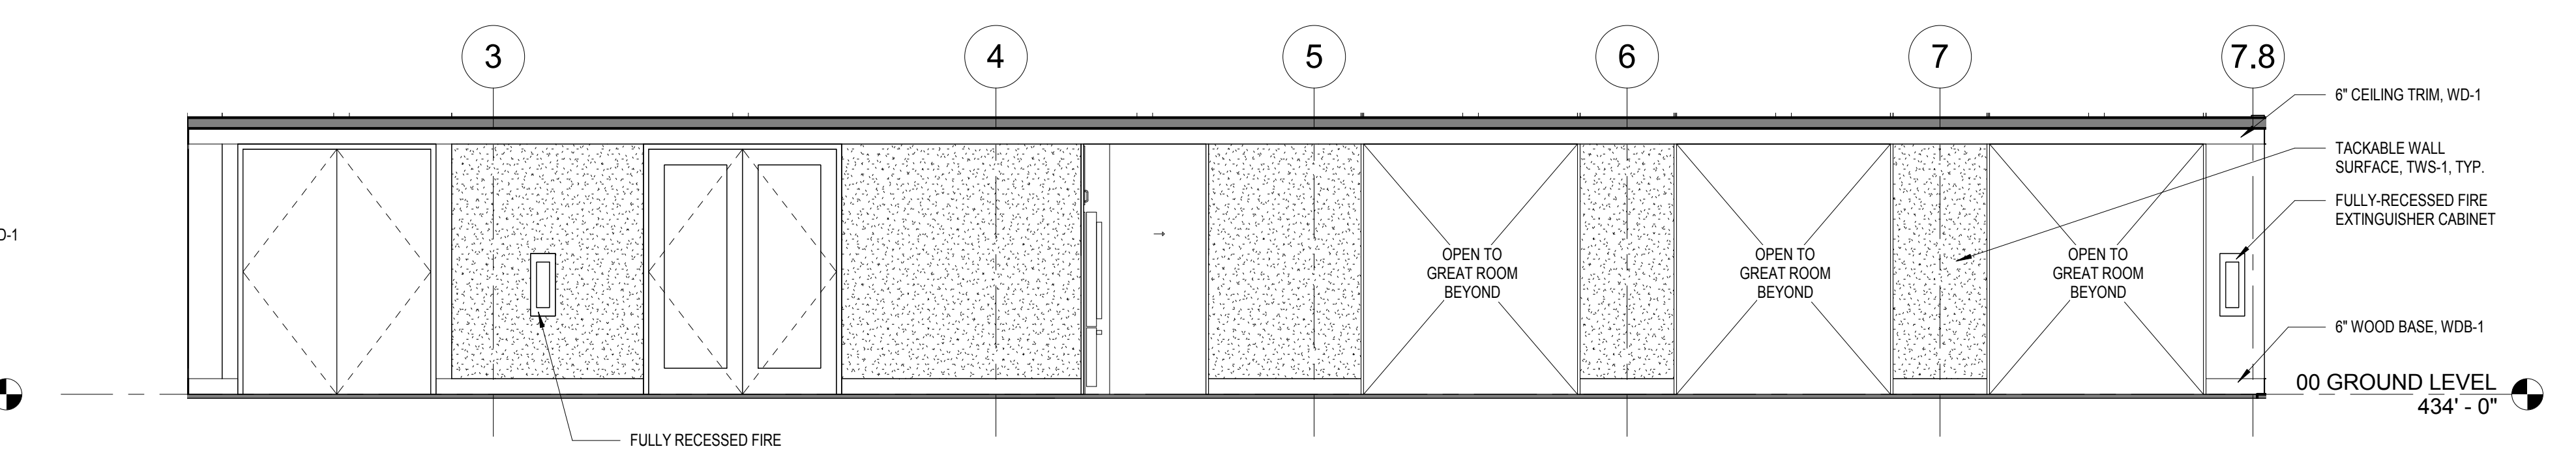 3
4
5
6
7
7.8
6" CEILING TRIM, WD-1
TACKABLE WALL
SURFACE, TWS-1, TYP.
FULLY-RECESSED FIRE
EXTINGUISHER CABINET
D-1
OPEN TO
GREAT ROOM
BEYOND
OPEN TO
GREAT ROOM
BEYOND
OPEN TO
GREAT ROOM
BEYOND
6" WOOD BASE, WDB-1
00 GROUND LEVEL
434' - 0"
FULLY RECESSED FIRE